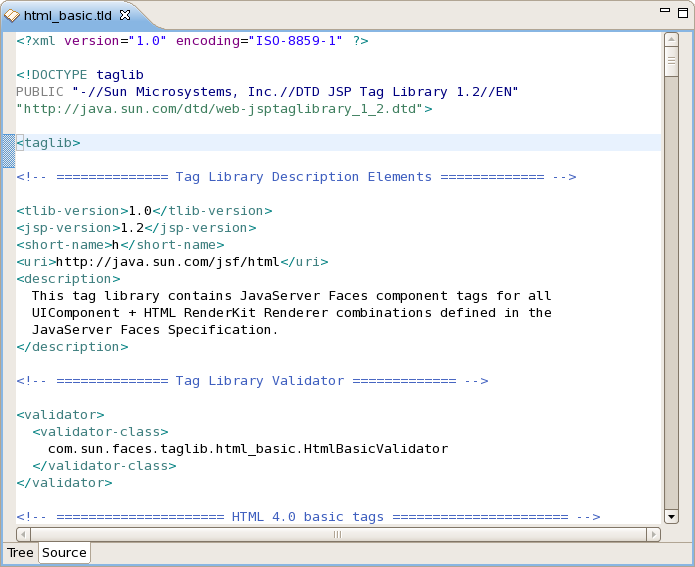 html_basic.tld
<?xml version="1.0" encoding="ISO-8859-1" ?>
<!DOCTYPE taglib
PUBLIC "-//Sun Microsystems, Inc.//DTD JSP Tag Library 1.2//EN"
"http://java.sun.com/dtd/web-jsptaglibrary_1_2.dtd">
<taglib>
<!-- ============== Tag Library Description Elements ============= -->
<tlib-version>1.0</tlib-version>
<jsp-version>1.2</jsp-version>
<short-name>h</short-name>
<uri>http://java.sun.com/jsf/html</uri>
<description>
This tag library contains JavaServer Faces component tags for all
UIComponent + HTML RenderKit Renderer combinations defined in the
JavaServer Faces Specification.
</description>
<!-- ============== Tag Library Validator ============= -->
<validator>
<validator-class>
com.sun.faces.taglib.html_basic.HtmlBasicValidator
</validator-class>
</validator>
<!-- ===================== HTML 4.0 basic tags ====================== -->
Tree Source